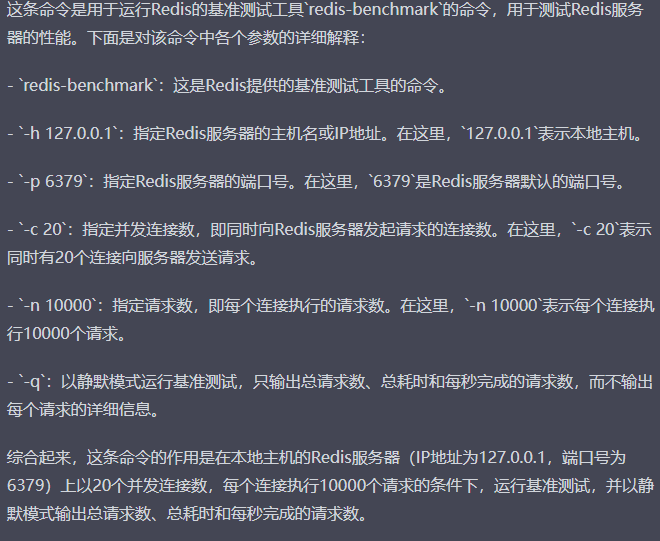 这条命令是用于运行Redis的基准测试工具`redis-benchmark`的命令，用于测试Redis服务
器的性能。下面是对该命令中各个参数的详细解释：
- `redis-benchmark`：这是Redis提供的基准测试工具的命令。
- `-h 127.0.0.1`：指定Redis服务器的主机名或IP地址。在这里，`127.0.0.1`表示本地主机。
- `-p 6379`：指定Redis服务器的端口号。在这里，`6379`是Redis服务器默认的端口号。
- `-c 20`：指定并发连接数，即同时向Redis服务器发起请求的连接数。在这里，`-c 20`表示
同时有20个连接向服务器发送请求。
- `-n 10000`：指定请求数，即每个连接执行的请求数。在这里，`-n 10000`表示每个连接执
行10000个请求。
- `-q`：以静默模式运行基准测试，只输出总请求数、总耗时和每秒完成的请求数，而不输出
每个请求的详细信息。
综合起来，这条命令的作用是在本地主机的Redis服务器（IP地址为127.0.0.1，端口号为
6379）上以20个并发连接数，每个连接执行10000个请求的条件下，运行基准测试，并以静
默模式输出总请求数、总耗时和每秒完成的请求数。